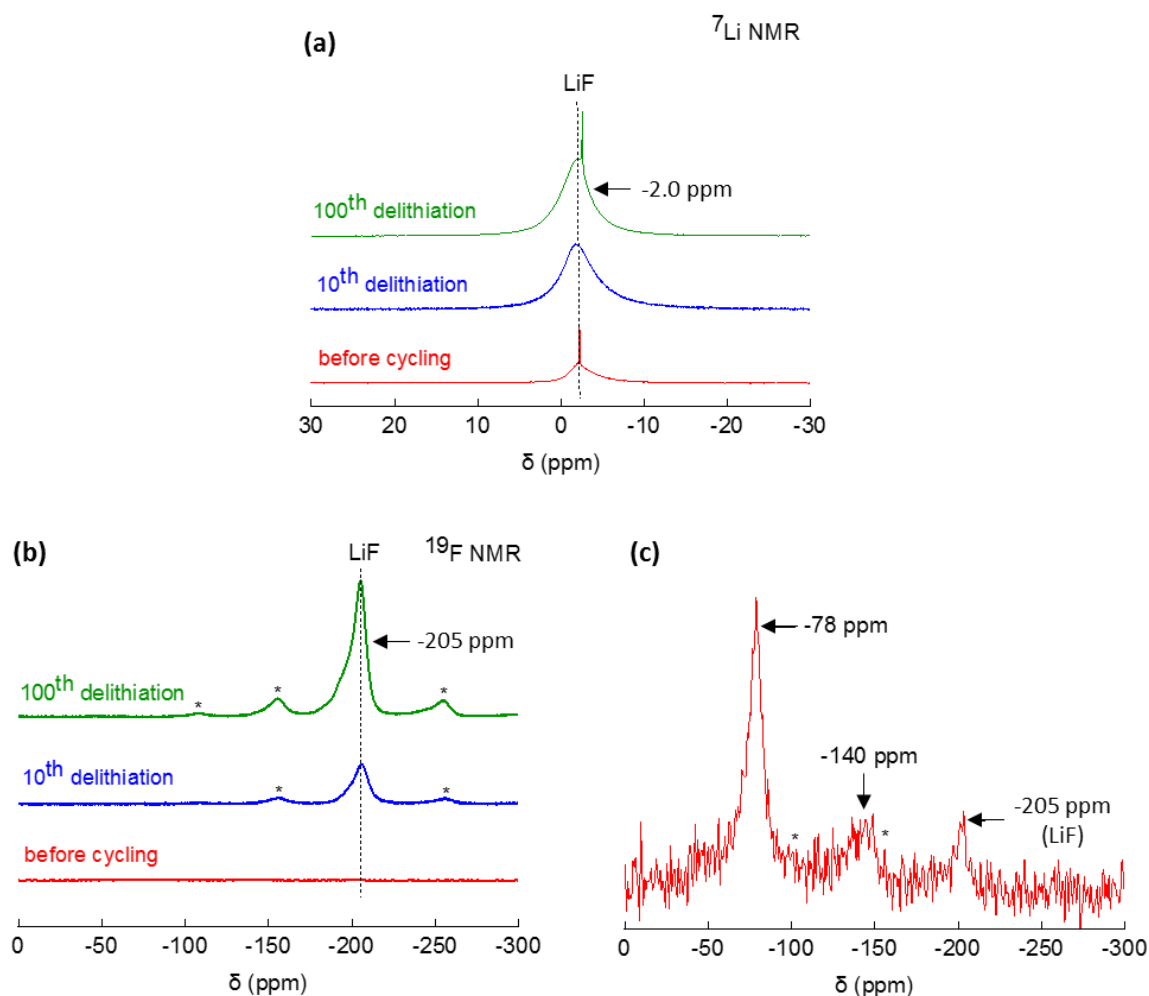 (a)
⁷Li NMR
LiF
-2.0 ppm
100th delithiation
10th delithiation
before cycling
30 20 10 0 -10 -20 -30
δ (ppm)
(b)
LiF
¹⁹F NMR
-205 ppm
100th delithiation
* * *
10th delithiation
* *
before cycling
0 -50 -100 -150 -200 -250 -300
δ (ppm)
(c)
-78 ppm
-140 ppm
-205 ppm
(LiF)
* *
0 -50 -100 -150 -200 -250 -300
δ (ppm)